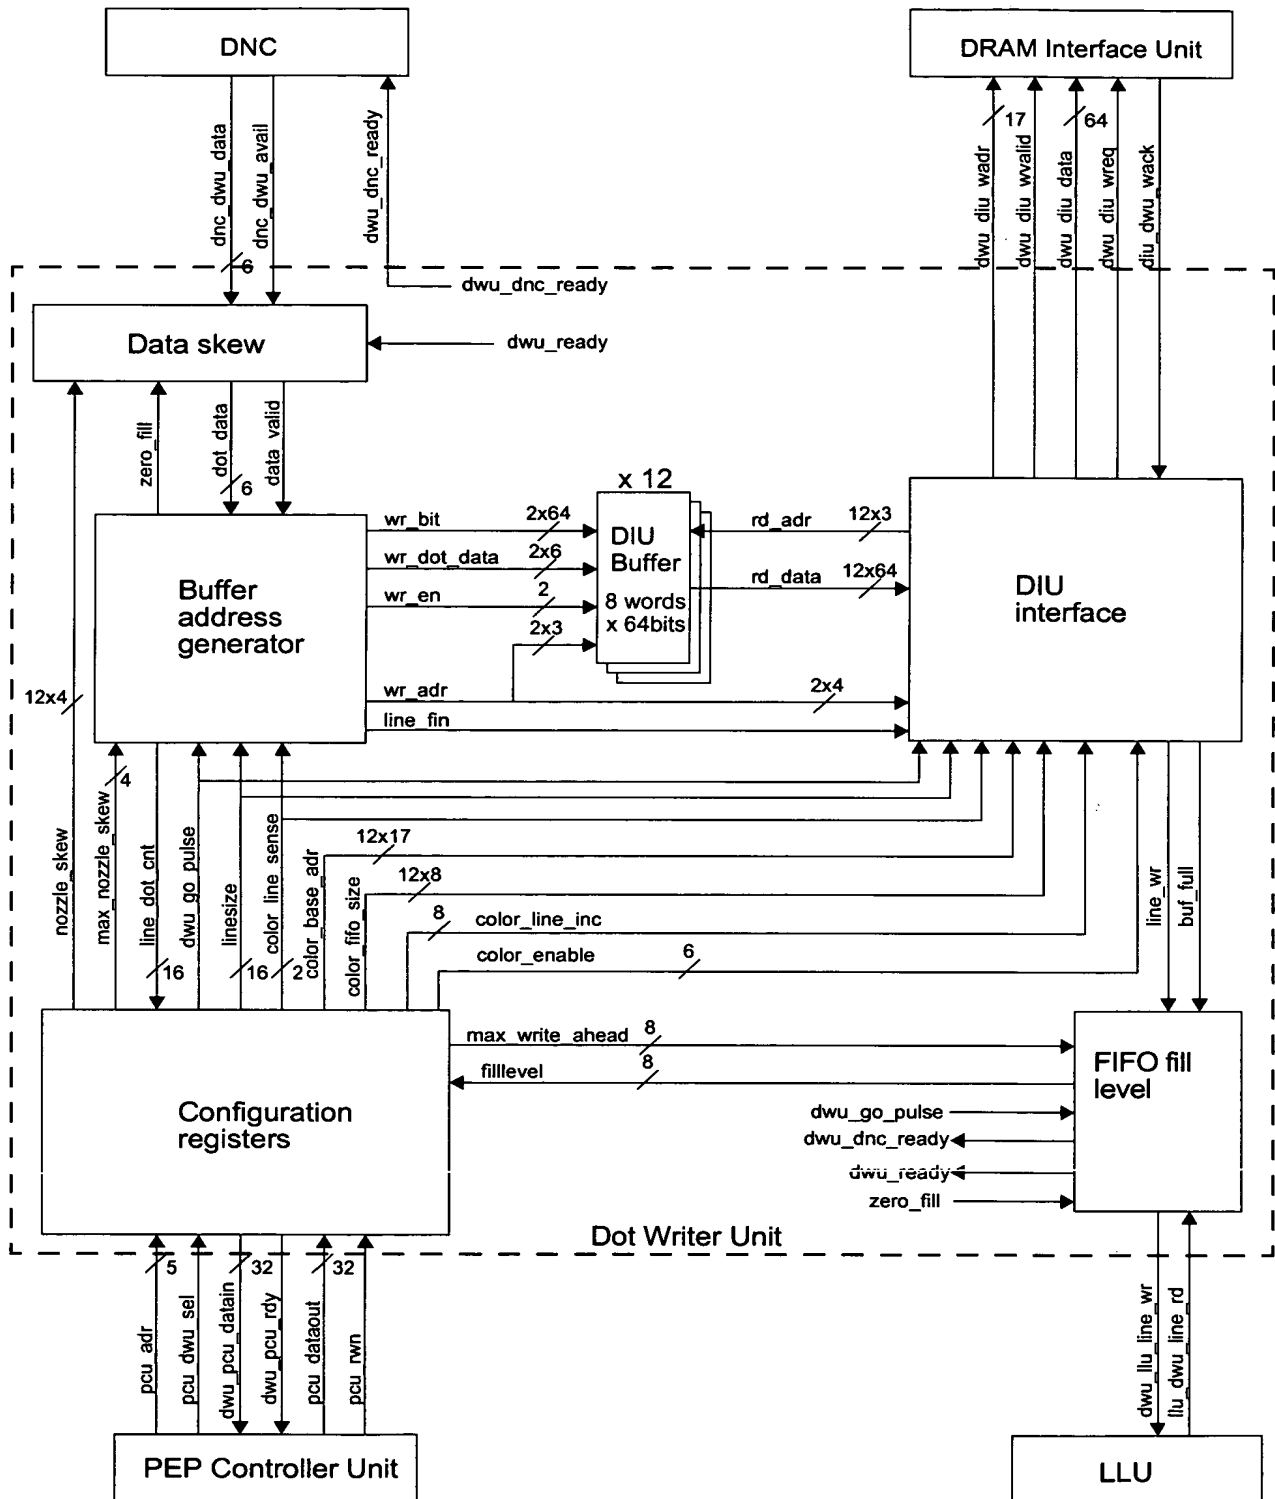 DNC
DRAM Interface Unit
dnc_dwu_data
dnc_dwu_avail
dwu_dnc_ready
6
17
64
dwu_diu_wadr
dwu_diu_wvalid
dwu_diu_data
dwu_diu_wreq
diu_dwu_wack
dwu_dnc_ready
Data skew
dwu_ready
zero_fill
dot_data
data_valid
6
x 12
wr_bit
2x64
DIU
Buffer
8 words
x 64bits
rd_adr
12x3
wr_dot_data
2x6
rd_data
12x64
wr_en
2
2x3
Buffer
address
generator
DIU
interface
wr_adr
2x4
line_fin
12x4
4
nozzle_skew
max_nozzle_skew
line_dot_cnt
16
dwu_go_pulse
linesize
16
color_line_sense
2
color_base_adr
12x17
color_fifo_size
12x8
8
color_line_inc
color_enable
6
line_wr
buf_full
max_write_ahead
8
filllevel
8
FIFO fill
level
Configuration
registers
dwu_go_pulse
dwu_dnc_ready
dwu_ready
zero_fill
Dot Writer Unit
5
32
32
pcu_adr
pcu_dwu_sel
dwu_pcu_datain
dwu_pcu_rdy
pcu_dataout
pcu_rwn
dwu_llu_line_wr
llu_dwu_line_rd
PEP Controller Unit
LLU